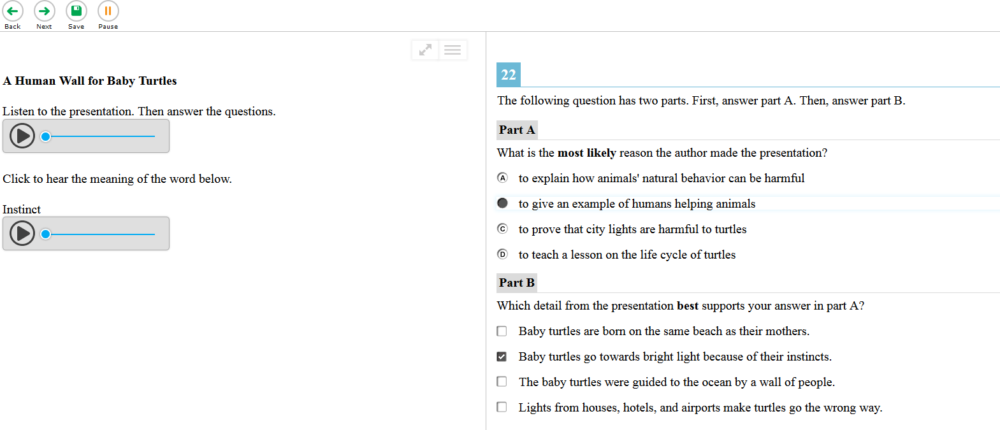 Back Next Save Pause
A Human Wall for Baby Turtles
Listen to the presentation. Then answer the questions.
Click to hear the meaning of the word below.
Instinct
22
The following question has two parts. First, answer part A. Then, answer part B.
Part A
What is the most likely reason the author made the presentation?
A to explain how animals' natural behavior can be harmful
to give an example of humans helping animals
C to prove that city lights are harmful to turtles
D to teach a lesson on the life cycle of turtles
Part B
Which detail from the presentation best supports your answer in part A?
Baby turtles are born on the same beach as their mothers.
Baby turtles go towards bright light because of their instincts.
The baby turtles were guided to the ocean by a wall of people.
Lights from houses, hotels, and airports make turtles go the wrong way.